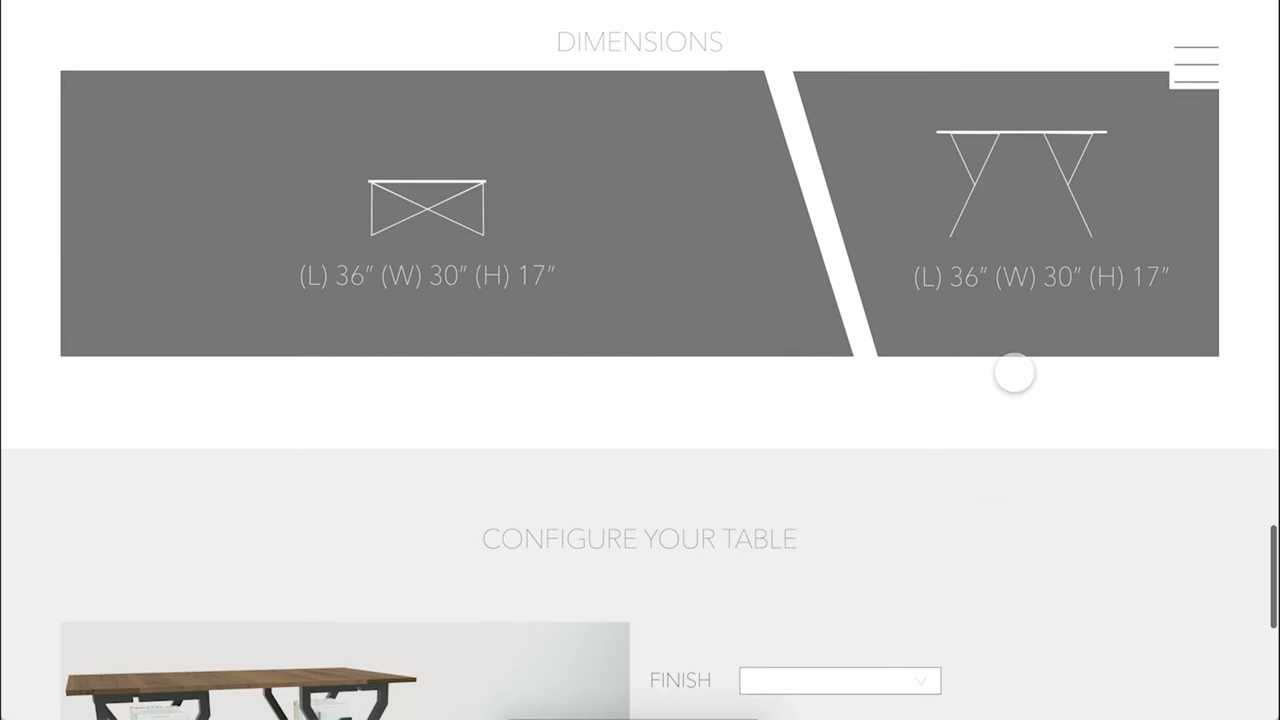 DIMENSIONS
(L) 36” (W) 30” (H) 17”
(L) 36” (W) 30” (H) 17”
CONFIGURE YOUR TABLE
FINISH